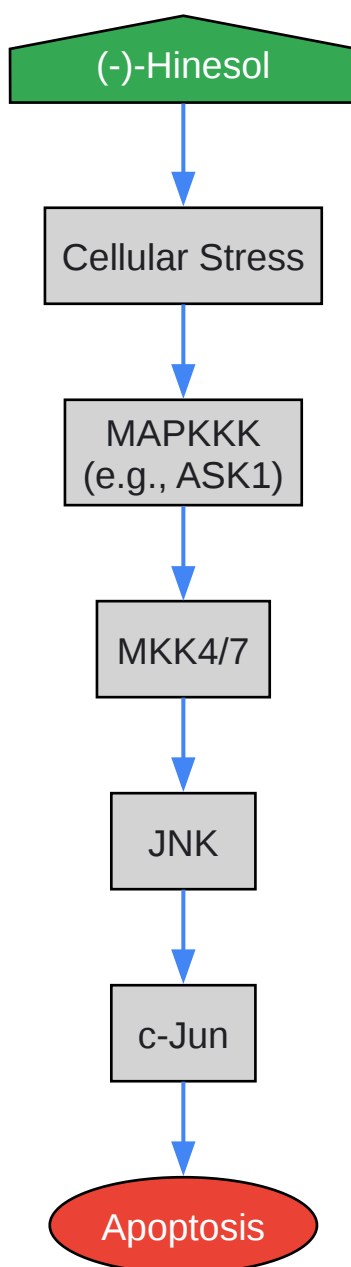 (-)-Hinesol
Cellular Stress
MAPKKK
(e.g., ASK1)
MKK4/7
JNK
c-Jun
Apoptosis